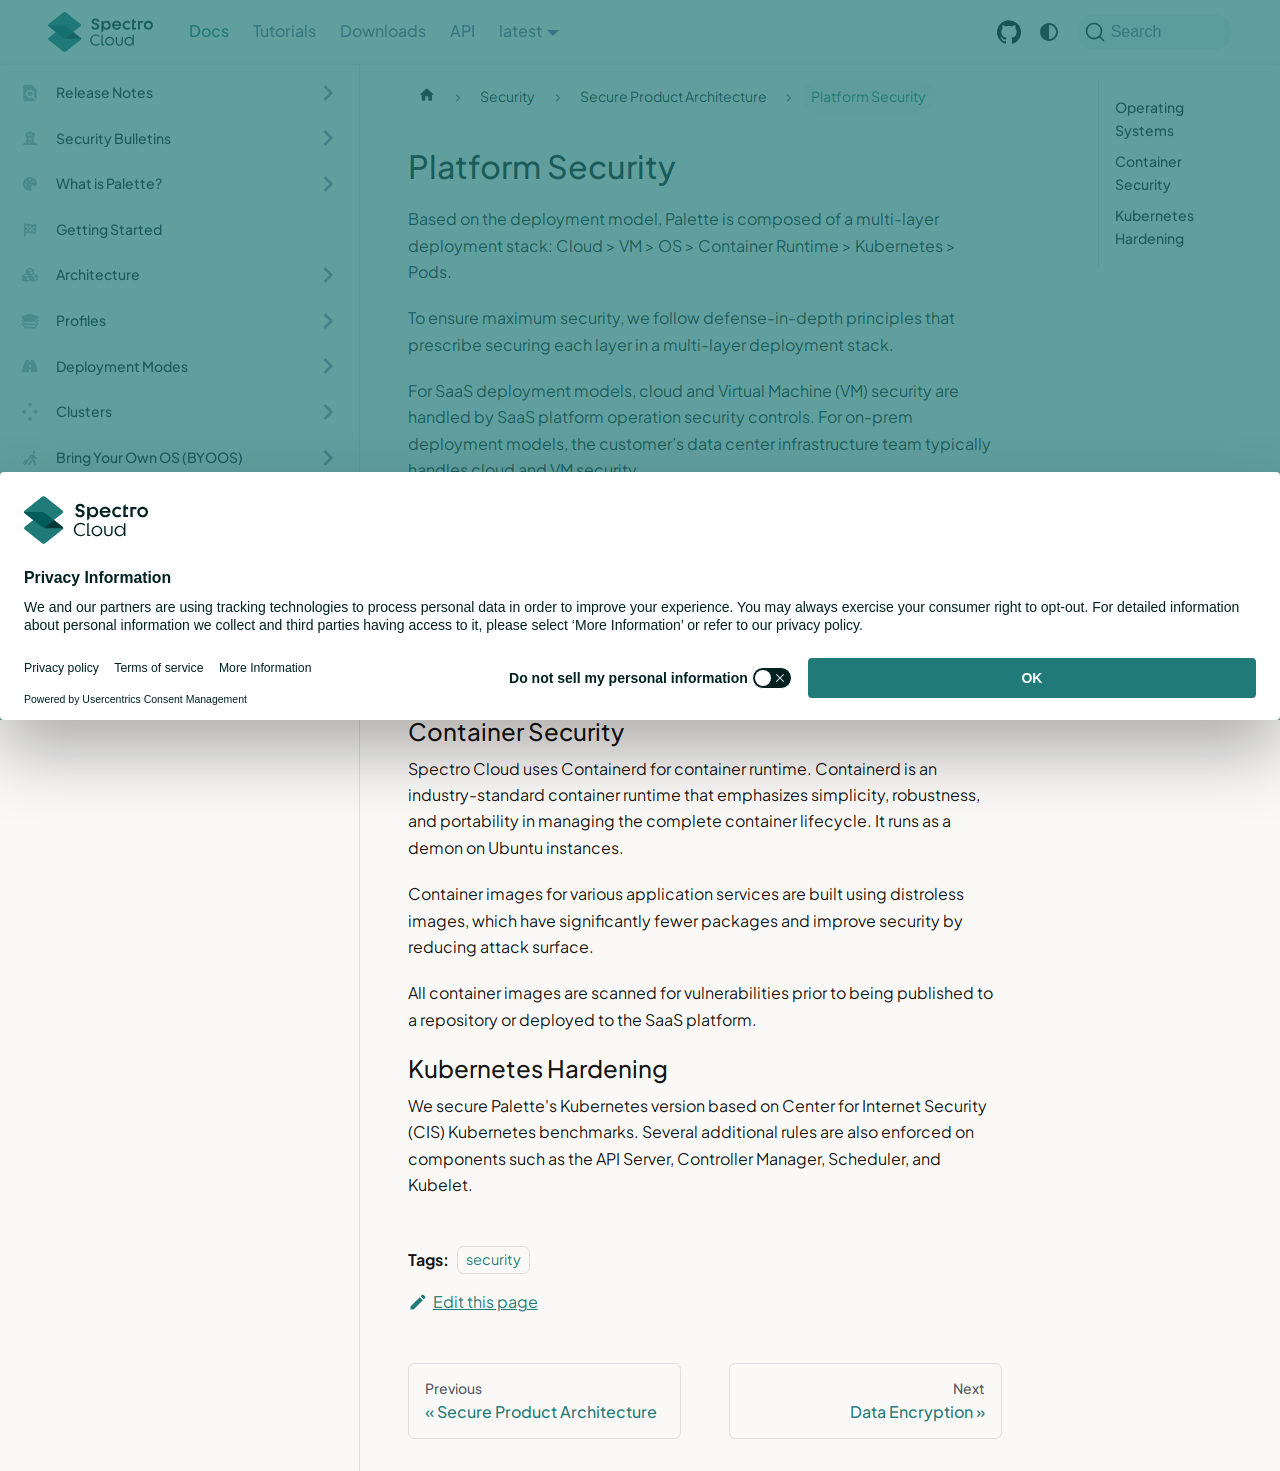 Spectro
Cloud
Docs
Tutorials
Downloads
API
latest
Search
Release Notes
Security Bulletins
What is Palette?
Getting Started
Architecture
Profiles
Deployment Modes
Clusters
Bring Your Own OS (BYOOS)
Security
Secure Product Architecture
Platform Security
Platform Security
Based on the deployment model, Palette is composed of a multi-layer
deployment stack: Cloud > VM > OS > Container Runtime > Kubernetes >
Pods.
To ensure maximum security, we follow defense-in-depth principles that
prescribe securing each layer in a multi-layer deployment stack.
For SaaS deployment models, cloud and Virtual Machine (VM) security are
handled by SaaS platform operation security controls. For on-prem
deployment models, the customer's data center infrastructure team typically
handles cloud and VM security.
Operating
Systems
Container
Security
Kubernetes
Hardening
Spectro
Cloud
Privacy Information
We and our partners are using tracking technologies to process personal data in order to improve your experience. You may always exercise your consumer right to opt-out. For detailed information
about personal information we collect and third parties having access to it, please select ‘More Information’ or refer to our privacy policy.
Privacy policy
Terms of service
More Information
Powered by Usercentrics Consent Management
Do not sell my personal information
OK
Container Security
Spectro Cloud uses Containerd for container runtime. Containerd is an
industry-standard container runtime that emphasizes simplicity, robustness,
and portability in managing the complete container lifecycle. It runs as a
demon on Ubuntu instances.
Container images for various application services are built using distroless
images, which have significantly fewer packages and improve security by
reducing attack surface.
All container images are scanned for vulnerabilities prior to being published to
a repository or deployed to the SaaS platform.
Kubernetes Hardening
We secure Palette's Kubernetes version based on Center for Internet Security
(CIS) Kubernetes benchmarks. Several additional rules are also enforced on
components such as the API Server, Controller Manager, Scheduler, and
Kubelet.
Tags:
security
Edit this page
Previous
« Secure Product Architecture
Next
Data Encryption »